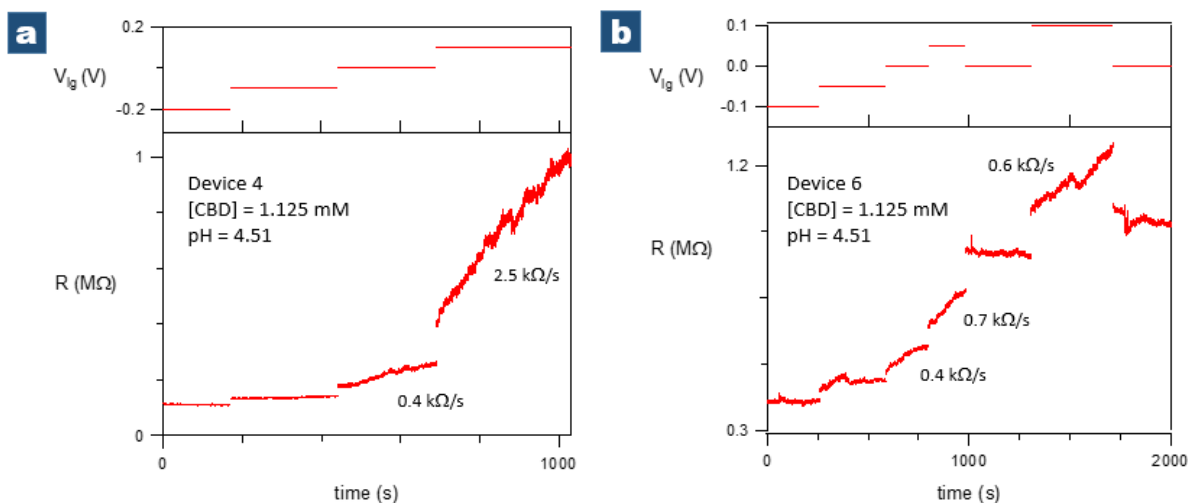 a
0.2
V_lg (V)
-0.2
1
Device 4
[CBD] = 1.125 mM
pH = 4.51
R (MΩ)
2.5 kΩ/s
0.4 kΩ/s
0
0
1000
time (s)
b
0.1
V_lg (V)
0.0
-0.1
1.2
0.6 kΩ/s
Device 6
[CBD] = 1.125 mM
pH = 4.51
R (MΩ)
0.7 kΩ/s
0.4 kΩ/s
0.3
0
1000
2000
time (s)